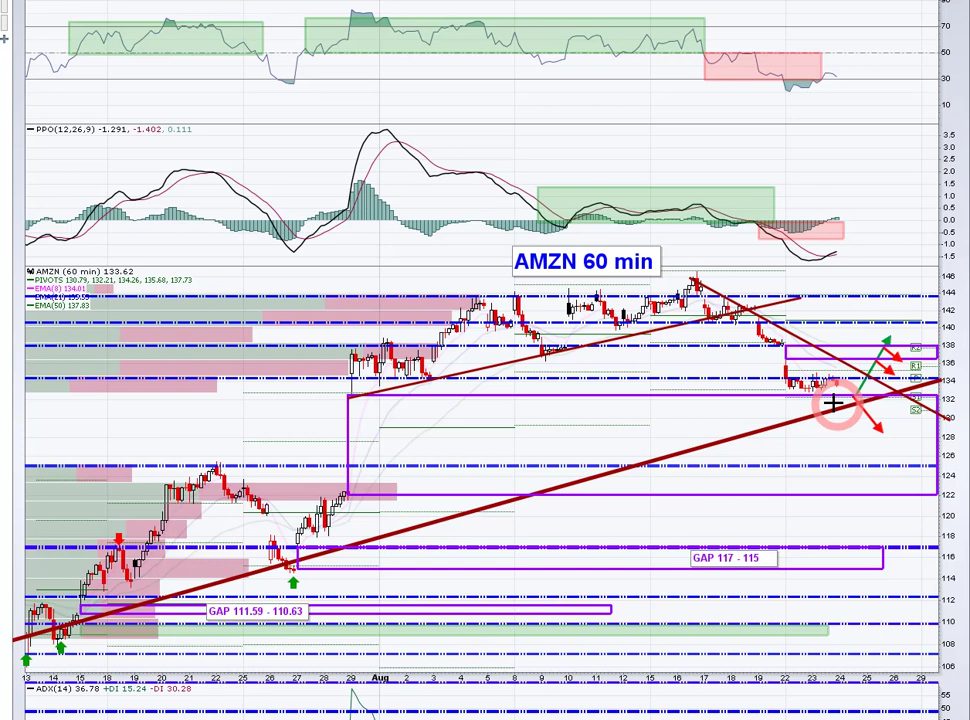 70
50
30
10
PPO(12,26,9) -1.291, -1.402, 0.111
3.5
3.0
2.5
2.0
1.5
1.0
0.5
0.0
-0.5
-1.0
-1.5
AMZN 60 min
AMZN (60 min) 133.62
PIVOTS 130.79, 132.21, 134.26, 135.68, 137.73
EMA(8) 134.01
EMA(50) 137.83
146
144
142
140
138
136
134
132
130
128
126
124
122
120
118
116
114
112
110
108
106
R2
R1
S1
S2
GAP 117 - 115
GAP 111.59 - 110.63
13 14 15 18 19 20 21 22 25 26 27 28 29 Aug 2 3 4 5 8 9 10 11 12 15 16 17 18 19 22 23 24 25 26 29
ADX(14) 36.78 +DI 15.24 -DI 30.28
55
50